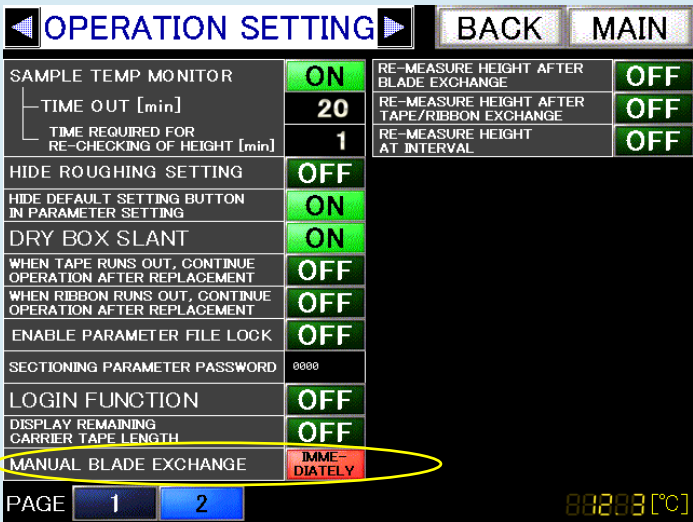 OPERATION SETTING
BACK
MAIN
SAMPLE TEMP MONITOR
ON
TIME OUT [min]
20
TIME REQUIRED FOR
RE-CHECKING OF HEIGHT [min]
1
HIDE ROUGHING SETTING
OFF
HIDE DEFAULT SETTING BUTTON
IN PARAMETER SETTING
ON
DRY BOX SLANT
ON
WHEN TAPE RUNS OUT, CONTINUE
OPERATION AFTER REPLACEMENT
OFF
WHEN RIBBON RUNS OUT, CONTINUE
OPERATION AFTER REPLACEMENT
OFF
ENABLE PARAMETER FILE LOCK
OFF
SECTIONING PARAMETER PASSWORD
0000
LOGIN FUNCTION
OFF
DISPLAY REMAINING
CARRIER TAPE LENGTH
OFF
MANUAL BLADE EXCHANGE
IMME-
DIATELY
RE-MEASURE HEIGHT AFTER
BLADE EXCHANGE
OFF
RE-MEASURE HEIGHT AFTER
TAPE/RIBBON EXCHANGE
OFF
RE-MEASURE HEIGHT
AT INTERVAL
OFF
PAGE
1
2
[°C]